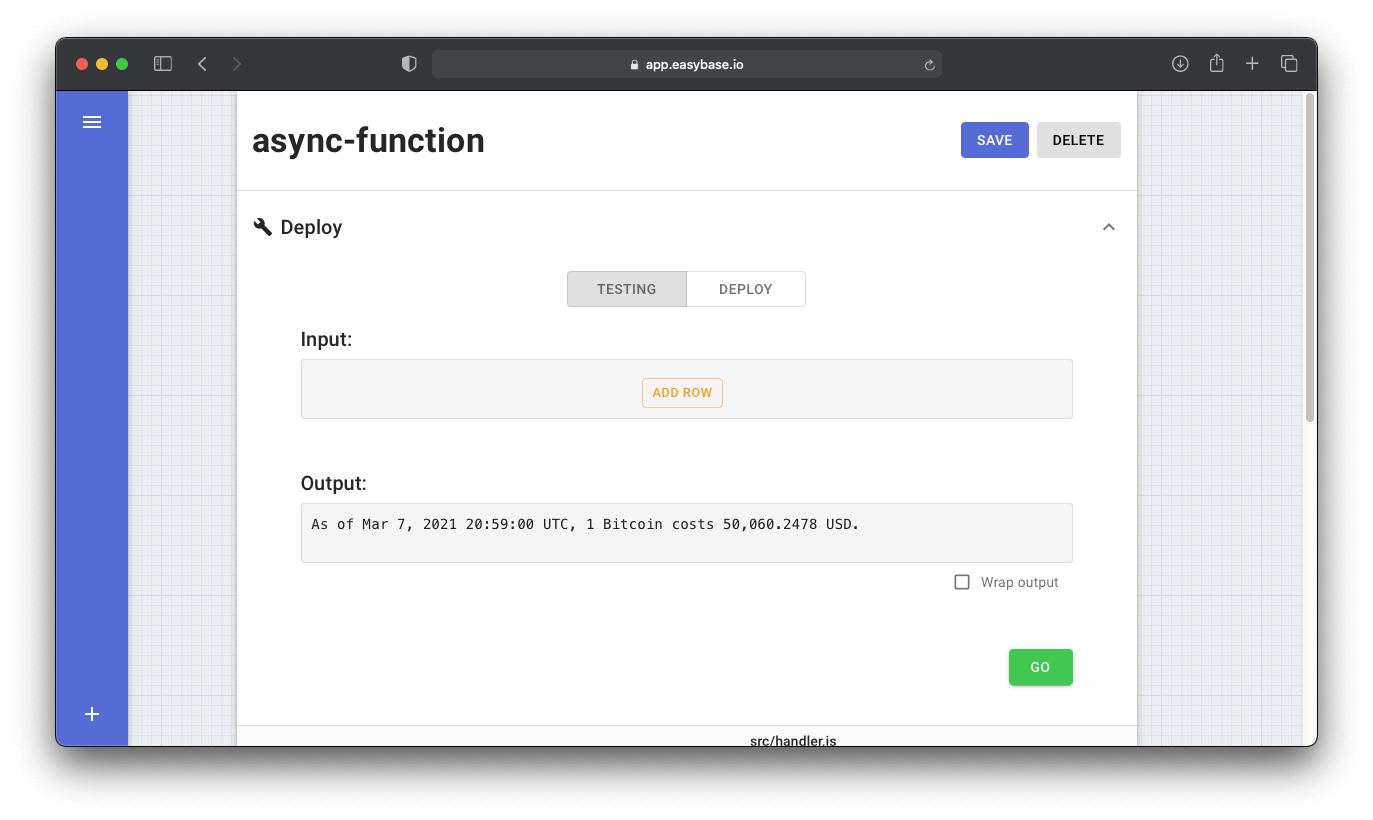 app.easybase.io
async-function
SAVE
DELETE
Deploy
TESTING
DEPLOY
Input:
ADD ROW
Output:
As of Mar 7, 2021 20:59:00 UTC, 1 Bitcoin costs 50,060.2478 USD.
Wrap output
GO
src/handler.js